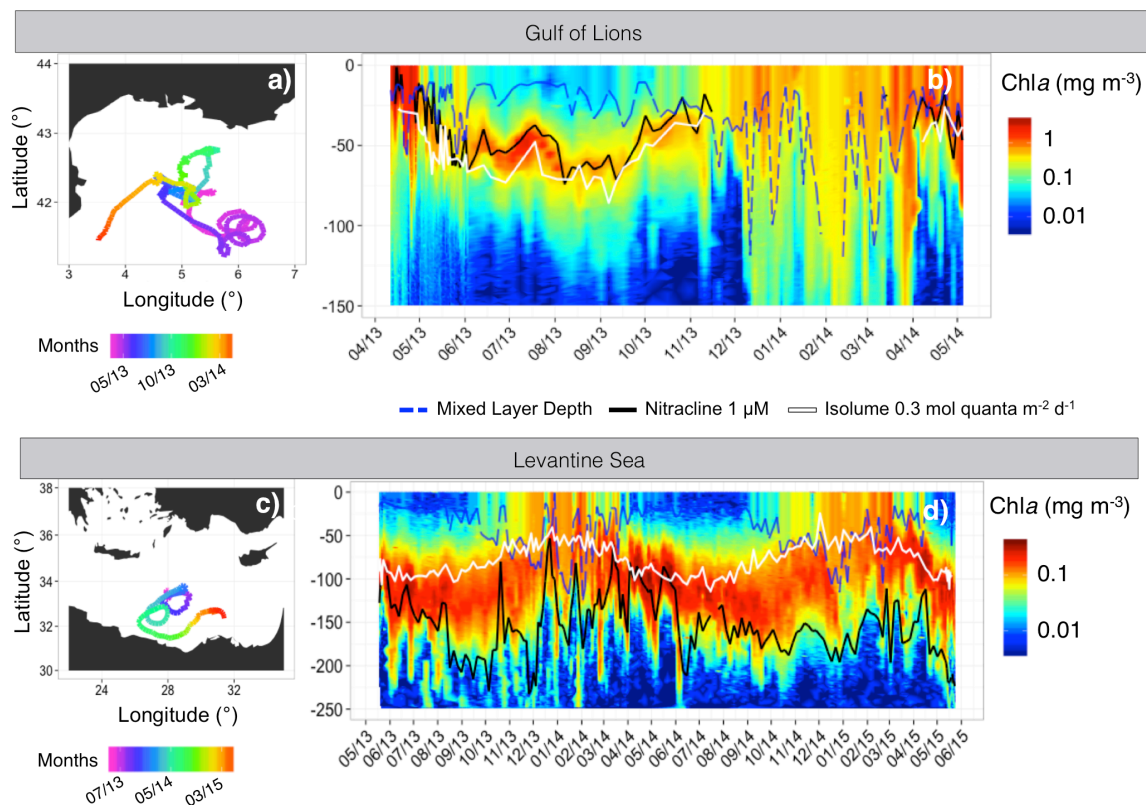 Gulf of Lions
a)
44
43
42
Latitude (°)
3 4 5 6 7
Longitude (°)
Months
05/13 10/13 03/14
b)
0
-50
-100
-150
04/13 05/13 06/13 07/13 08/13 09/13 10/13 11/13 12/13 01/14 02/14 03/14 04/14 05/14
Chla (mg m-3)
1
0.1
0.01
Mixed Layer Depth Nitracline 1 µM Isolume 0.3 mol quanta m-2 d-1
Levantine Sea
c)
38
36
34
32
30
Latitude (°)
22 24 28 32
Longitude (°)
Months
07/13 05/14 03/15
d)
0
-50
-100
-150
-200
-250
05/13 06/13 07/13 08/13 09/13 10/13 11/13 12/13 01/14 02/14 04/14 05/14 06/14 07/14 08/14 09/14 10/14 11/14 12/14 01/15 02/15 03/15 04/15 05/15 06/15
Chla (mg m-3)
0.1
0.01